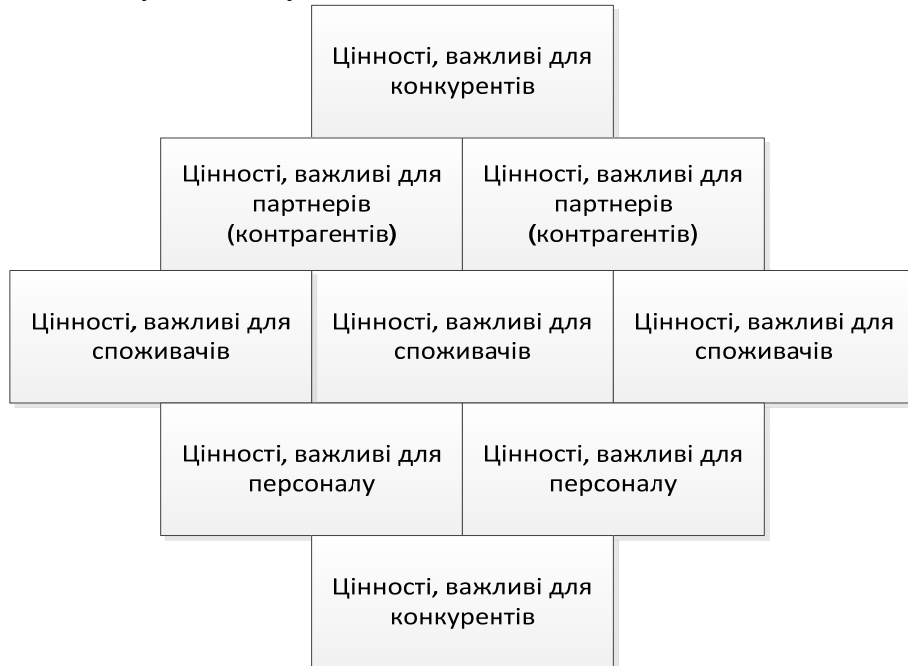 Цінності, важливі для
конкурентів
Цінності, важливі для
партнерів
(контрагентів)
Цінності, важливі для
партнерів
(контрагентів)
Цінності, важливі для
споживачів
Цінності, важливі для
споживачів
Цінності, важливі для
споживачів
Цінності, важливі для
персоналу
Цінності, важливі для
персоналу
Цінності, важливі для
конкурентів